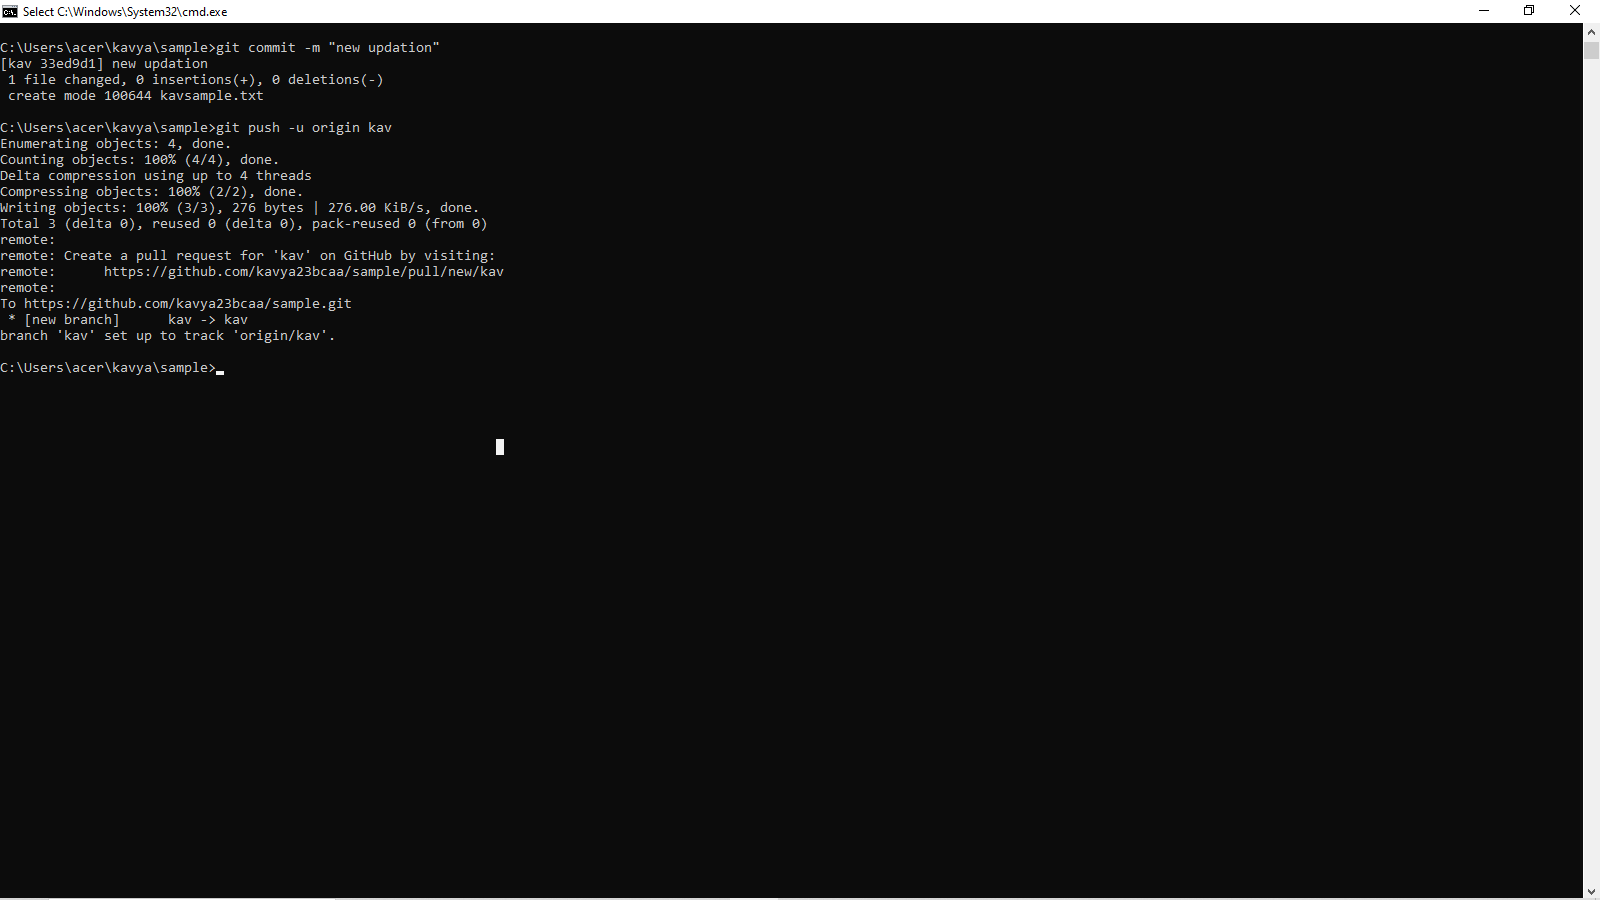 Select C:\Windows\System32\cmd.exe
C:\Users\acer\kavya\sample>git commit -m "new updation"
[kav 33ed9d1] new updation
 1 file changed, 0 insertions(+), 0 deletions(-)
 create mode 100644 kavsample.txt
C:\Users\acer\kavya\sample>git push -u origin kav
Enumerating objects: 4, done.
Counting objects: 100% (4/4), done.
Delta compression using up to 4 threads
Compressing objects: 100% (2/2), done.
Writing objects: 100% (3/3), 276 bytes | 276.00 KiB/s, done.
Total 3 (delta 0), reused 0 (delta 0), pack-reused 0 (from 0)
remote:
remote: Create a pull request for 'kav' on GitHub by visiting:
remote:      https://github.com/kavya23bcaa/sample/pull/new/kav
remote:
To https://github.com/kavya23bcaa/sample.git
 * [new branch]      kav -> kav
branch 'kav' set up to track 'origin/kav'.
C:\Users\acer\kavya\sample>